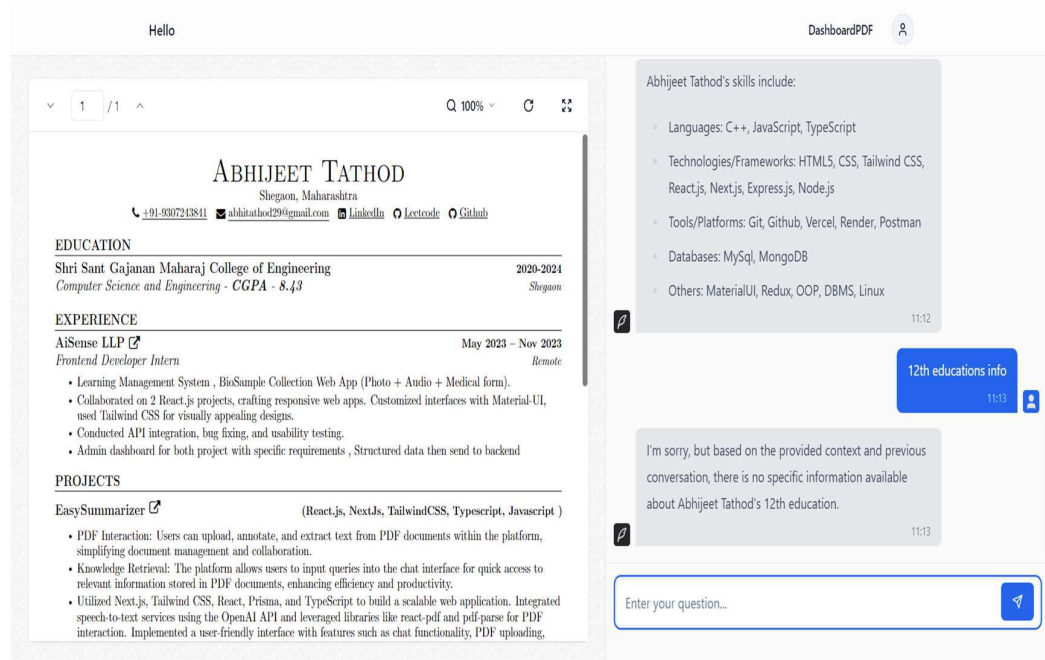 Hello
DashboardPDF
1 / 1
100%
ABHIJEET TATHOD
Shegaon, Maharashtra
+91-9307243841 abhitathod29@gmail.com LinkedIn Leetcode Github
EDUCATION
Shri Sant Gajanan Maharaj College of Engineering 2020-2024
Computer Science and Engineering - CGPA - 8.43 Shegaon
EXPERIENCE
AiSense LLP May 2023 – Nov 2023
Frontend Developer Intern Remote
• Learning Management System , BioSample Collection Web App (Photo + Audio + Medical form).
• Collaborated on 2 React.js projects, crafting responsive web apps. Customized interfaces with Material-UI,
used Tailwind CSS for visually appealing designs.
• Conducted API integration, bug fixing, and usability testing.
• Admin dashboard for both project with specific requirements , Structured data then send to backend
PROJECTS
EasySummarizer (React.js, NextJs, TailwindCSS, Typescript, Javascript )
• PDF Interaction: Users can upload, annotate, and extract text from PDF documents within the platform,
simplifying document management and collaboration.
• Knowledge Retrieval: The platform allows users to input queries into the chat interface for quick access to
relevant information stored in PDF documents, enhancing efficiency and productivity.
• Utilized Next.js, Tailwind CSS, React, Prisma, and TypeScript to build a scalable web application. Integrated
speech-to-text services using the OpenAI API and leveraged libraries like react-pdf and pdf-parse for PDF
interaction. Implemented a user-friendly interface with features such as chat functionality, PDF uploading,
Abhijeet Tathod's skills include:
Languages: C++, JavaScript, TypeScript
Technologies/Frameworks: HTML5, CSS, Tailwind CSS,
React.js, Next.js, Express.js, Node.js
Tools/Platforms: Git, Github, Vercel, Render, Postman
Databases: MySql, MongoDB
Others: MaterialUI, Redux, OOP, DBMS, Linux
11:12
12th educations info
11:13
I'm sorry, but based on the provided context and previous
conversation, there is no specific information available
about Abhijeet Tathod's 12th education.
11:13
Enter your question...